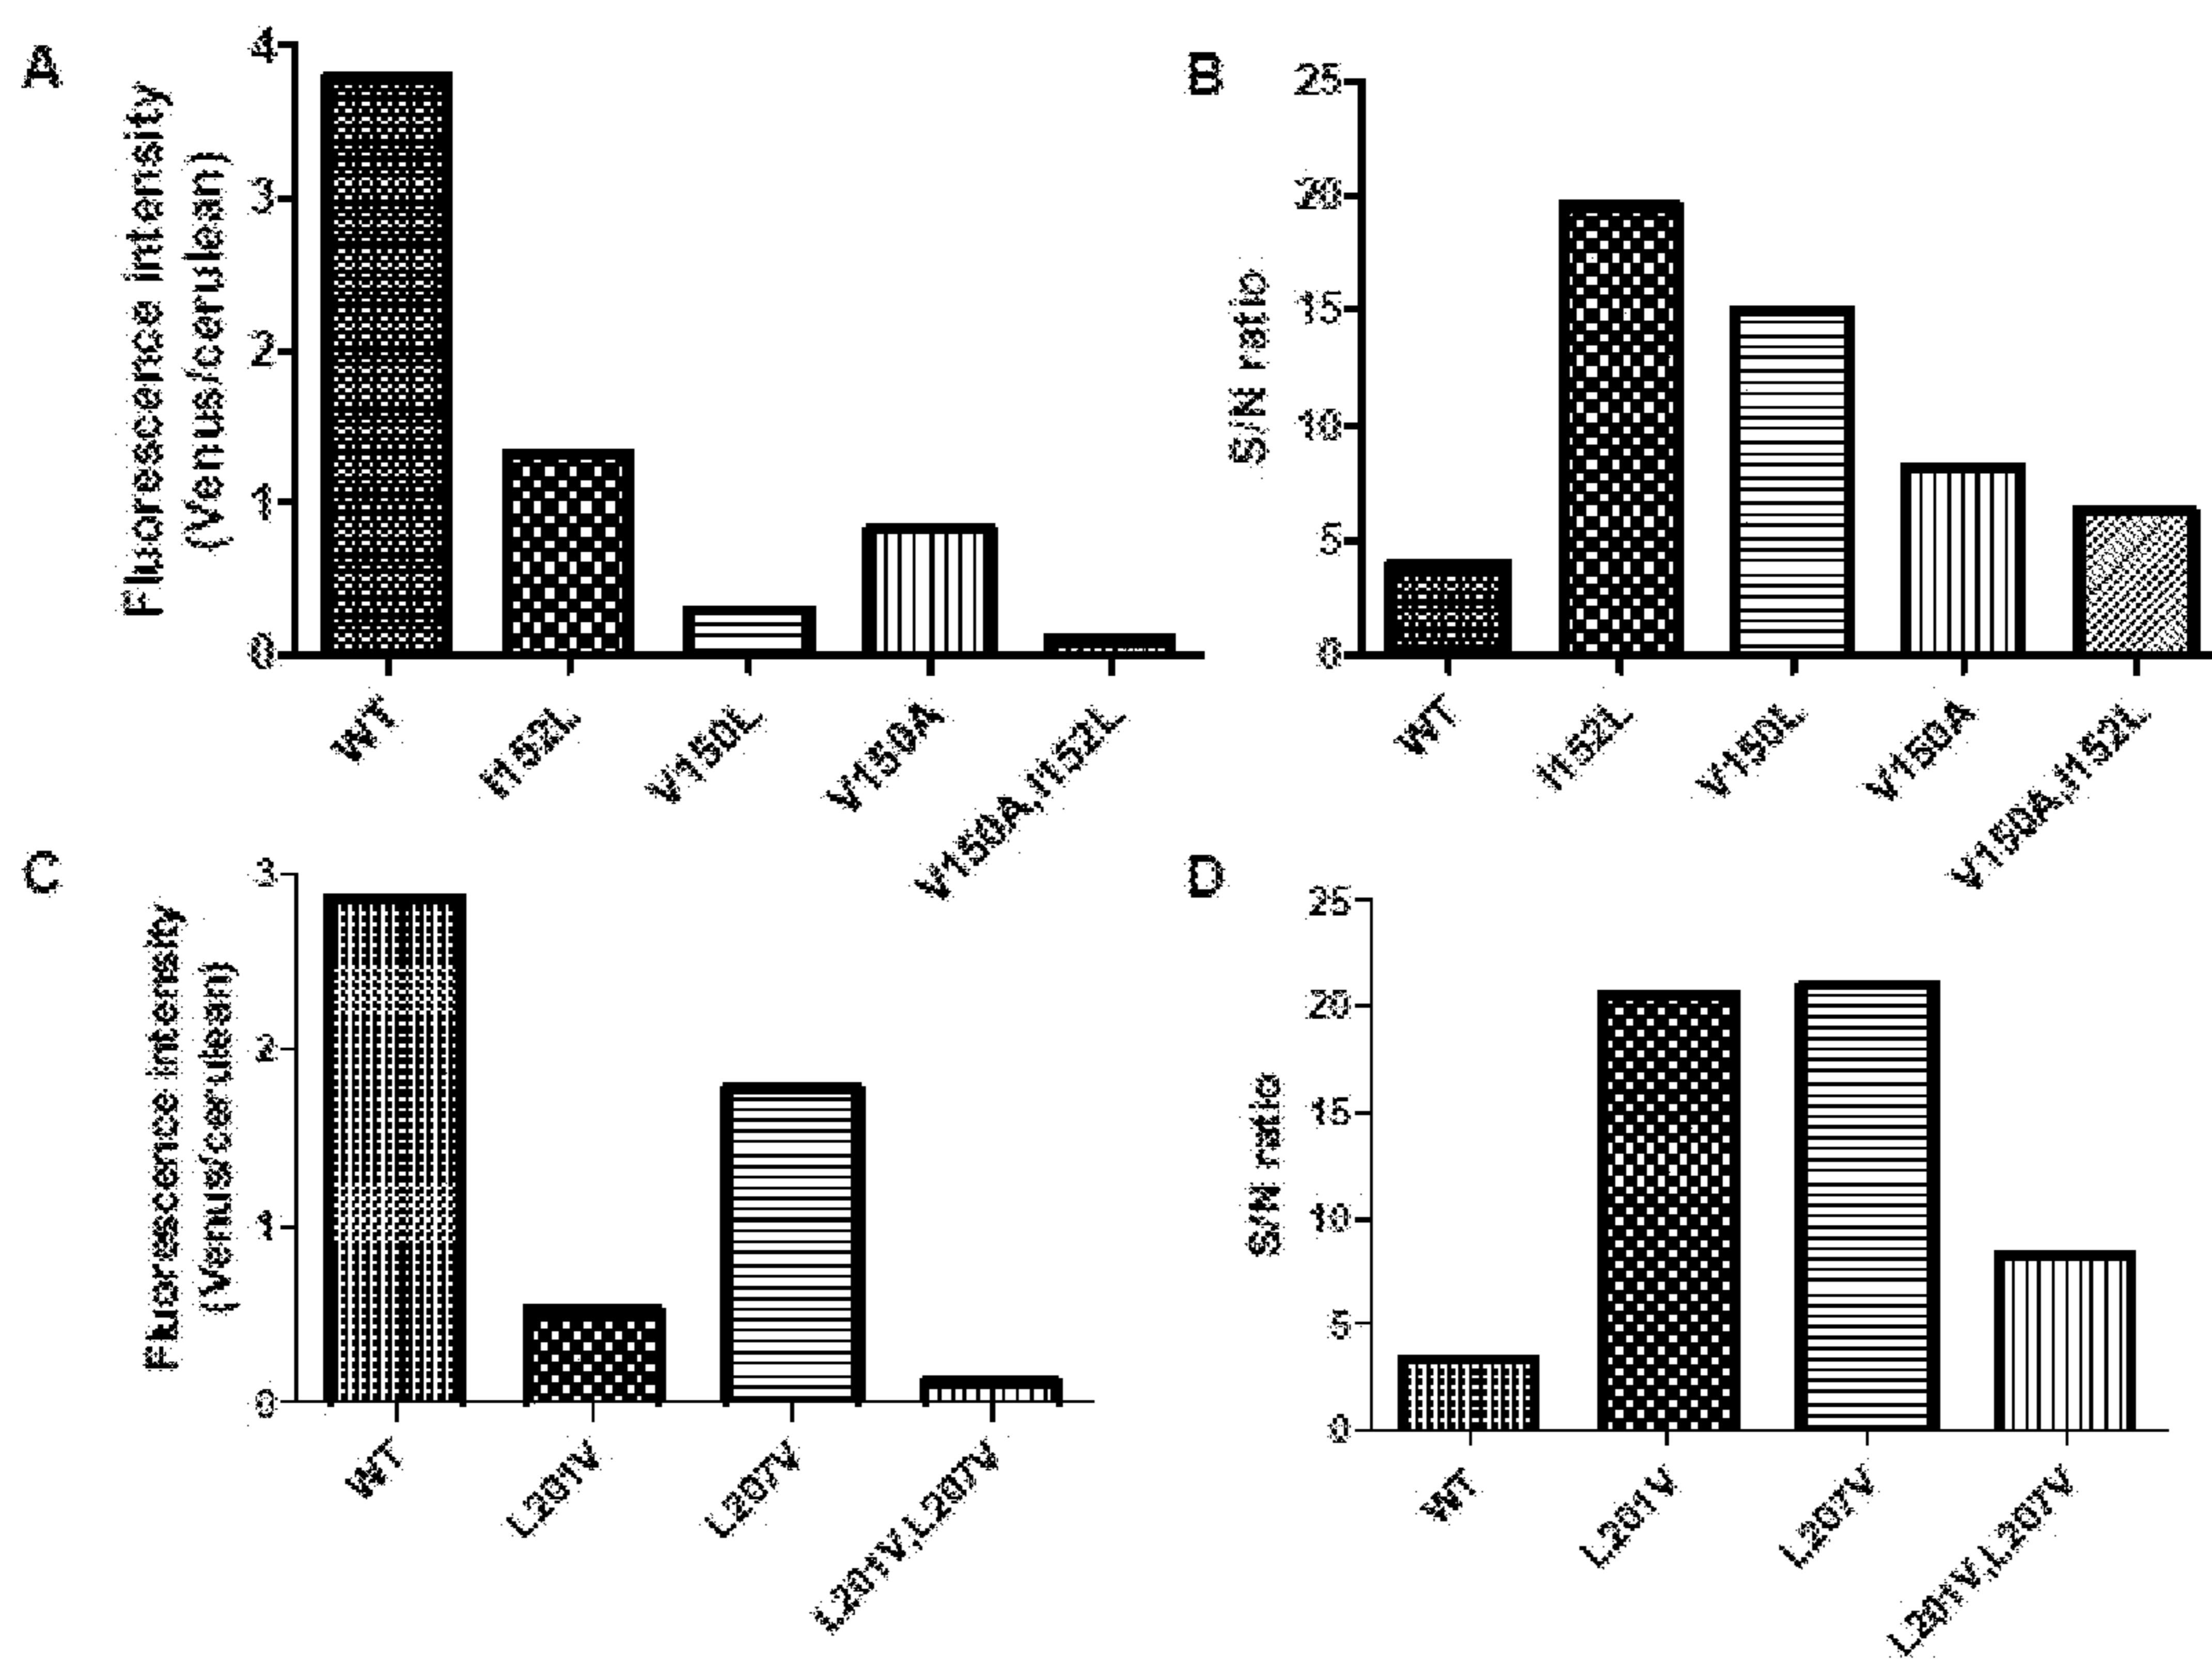 A
Fluorescence intensity
(Venus/cerulean)
4
3
2
1
0
WT
I152L
V150L
V150A
V150A,I152L
B
S/N ratio
25
20
15
10
5
0
WT
I152L
V150L
V150A
V150A,I152L
C
Fluorescence intensity
(Venus/cerulean)
3
2
1
0
WT
L201V
L207V
L201V,L207V
D
S/N ratio
25
20
15
10
5
0
WT
L201V
L207V
L201V,L207V